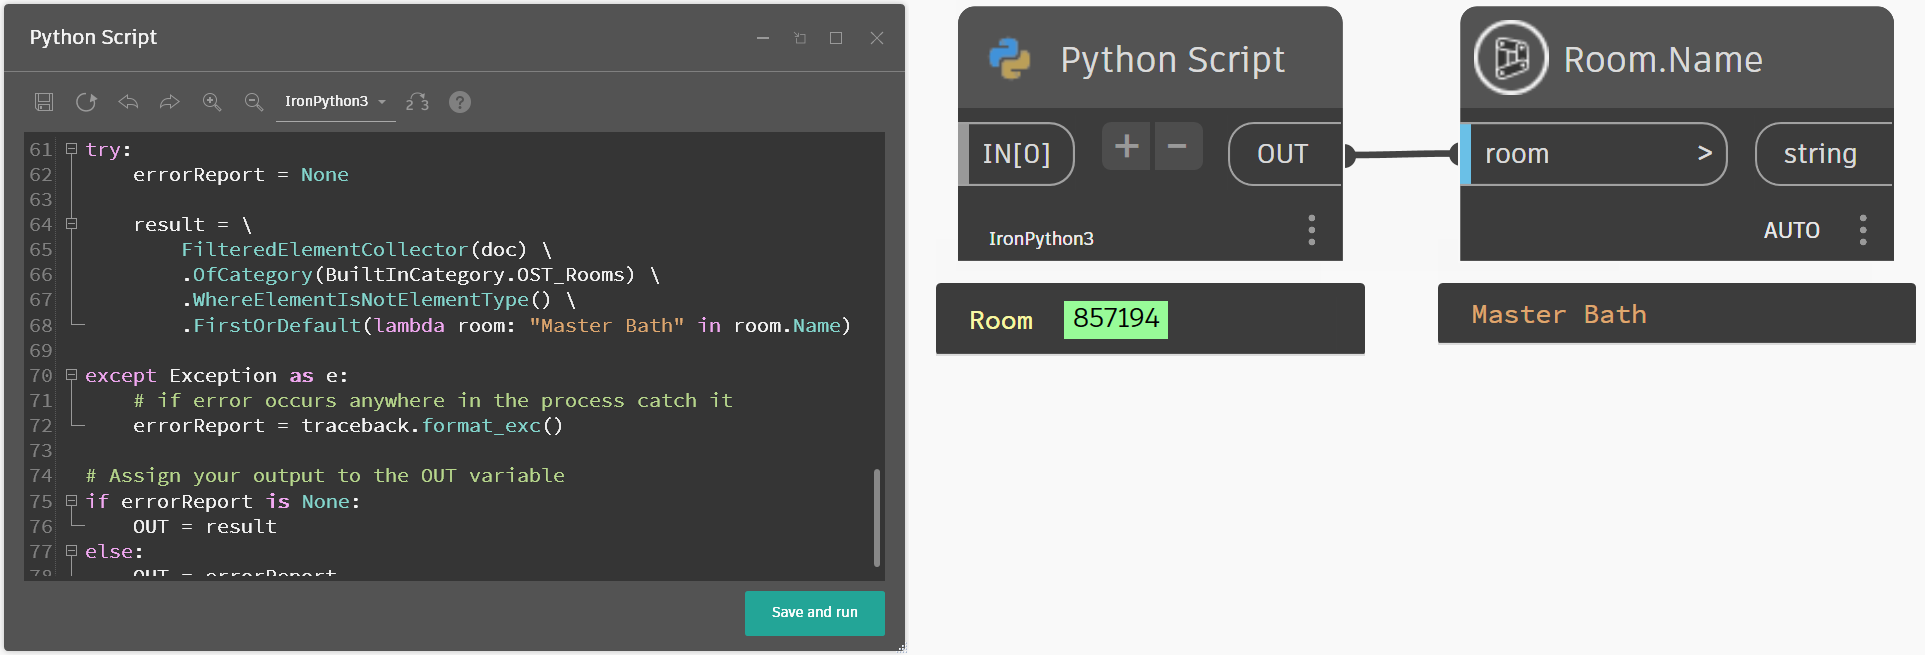 Python Script
IronPython3
2 3
?
61 try:
62     errorReport = None
63
64     result = \
65         FilteredElementCollector(doc) \
66         .OfCategory(BuiltInCategory.OST_Rooms) \
67         .WhereElementIsNotElementType() \
68         .FirstOrDefault(lambda room: "Master Bath" in room.Name)
69
70 except Exception as e:
71     # if error occurs anywhere in the process catch it
72     errorReport = traceback.format_exc()
73
74 # Assign your output to the OUT variable
75 if errorReport is None:
76     OUT = result
77 else:
78     OUT = errorReport
Save and run
Python Script
IN[0] + - OUT
IronPython3
Room 857194
Room.Name
room > string
AUTO
Master Bath